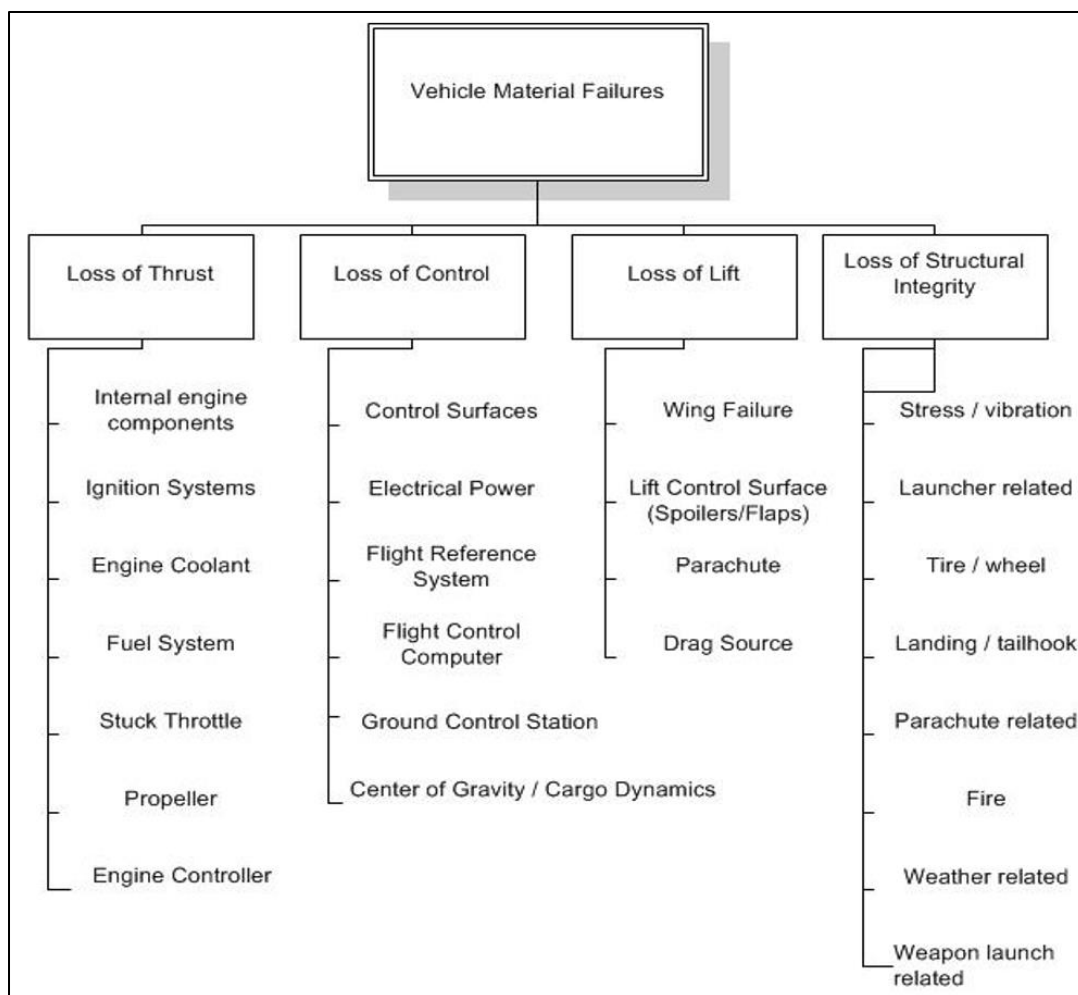 Vehicle Material Failures
Loss of Thrust
Internal engine
components
Ignition Systems
Engine Coolant
Fuel System
Stuck Throttle
Propeller
Engine Controller
Loss of Control
Control Surfaces
Electrical Power
Flight Reference
System
Flight Control
Computer
Ground Control Station
Center of Gravity / Cargo Dynamics
Loss of Lift
Wing Failure
Lift Control Surface
(Spoilers/Flaps)
Parachute
Drag Source
Loss of Structural
Integrity
Stress / vibration
Launcher related
Tire / wheel
Landing / tailhook
Parachute related
Fire
Weather related
Weapon launch
related